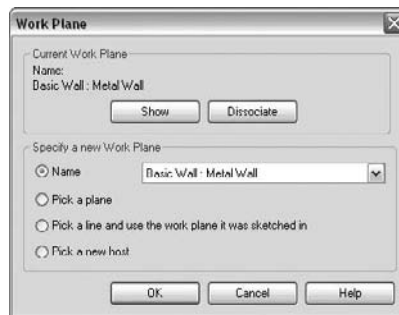 Work Plane
Current Work Plane
Name:
Basic Wall : Metal Wall
Show Dissociate
Specify a new Work Plane
Name Basic Wall : Metal Wall
Pick a plane
Pick a line and use the work plane it was sketched in
Pick a new host
OK Cancel Help